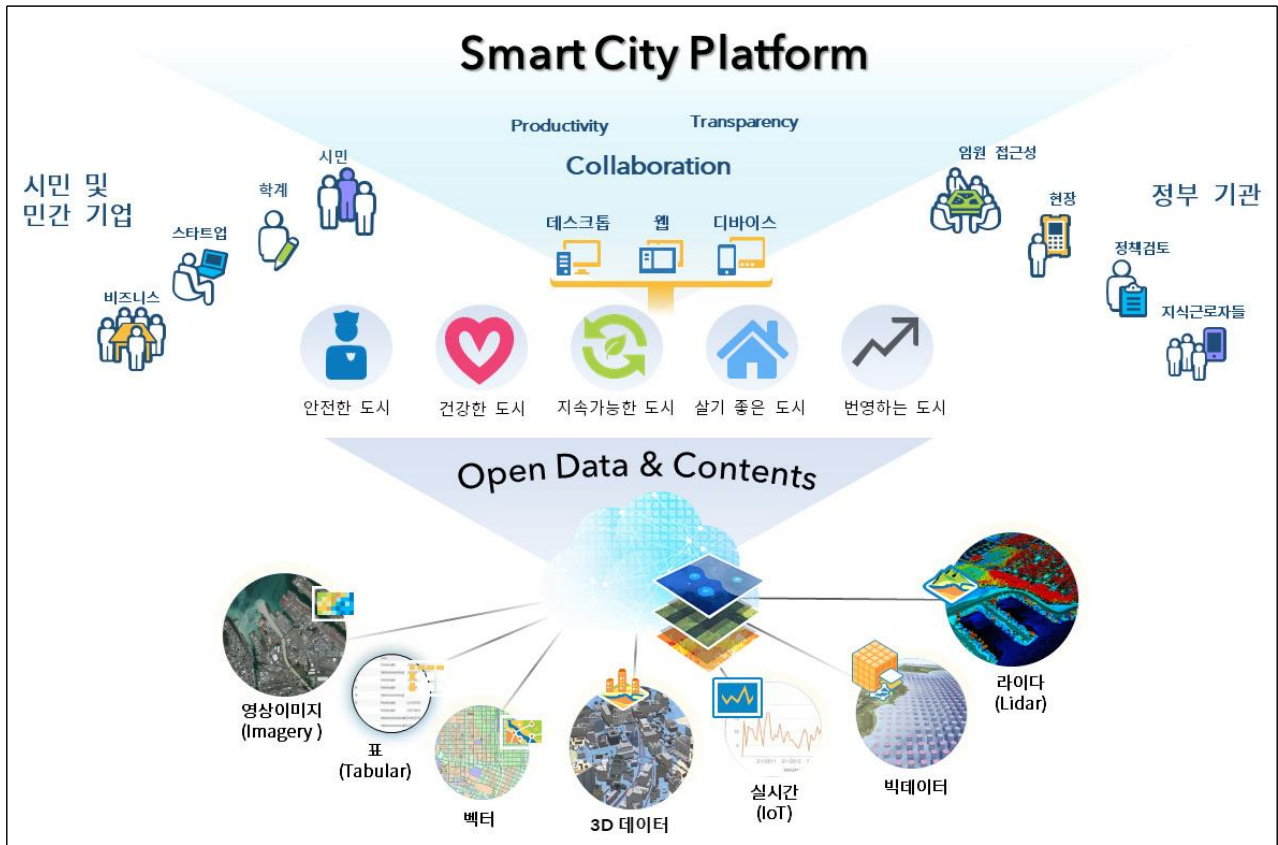 Smart City Platform
Productivity
Transparency
Collaboration
시민 및
민간 기업
시민
학계
스타트업
비즈니스
데스크톱
웹
디바이스
임원 접근성
현장
정책검토
지식근로자들
정부 기관
안전한 도시
건강한 도시
지속가능한 도시
살기 좋은 도시
번영하는 도시
Open Data & Contents
영상이미지
(Imagery )
표
(Tabular)
벡터
3D 데이터
실시간
(IoT)
빅데이터
라이다
(Lidar)